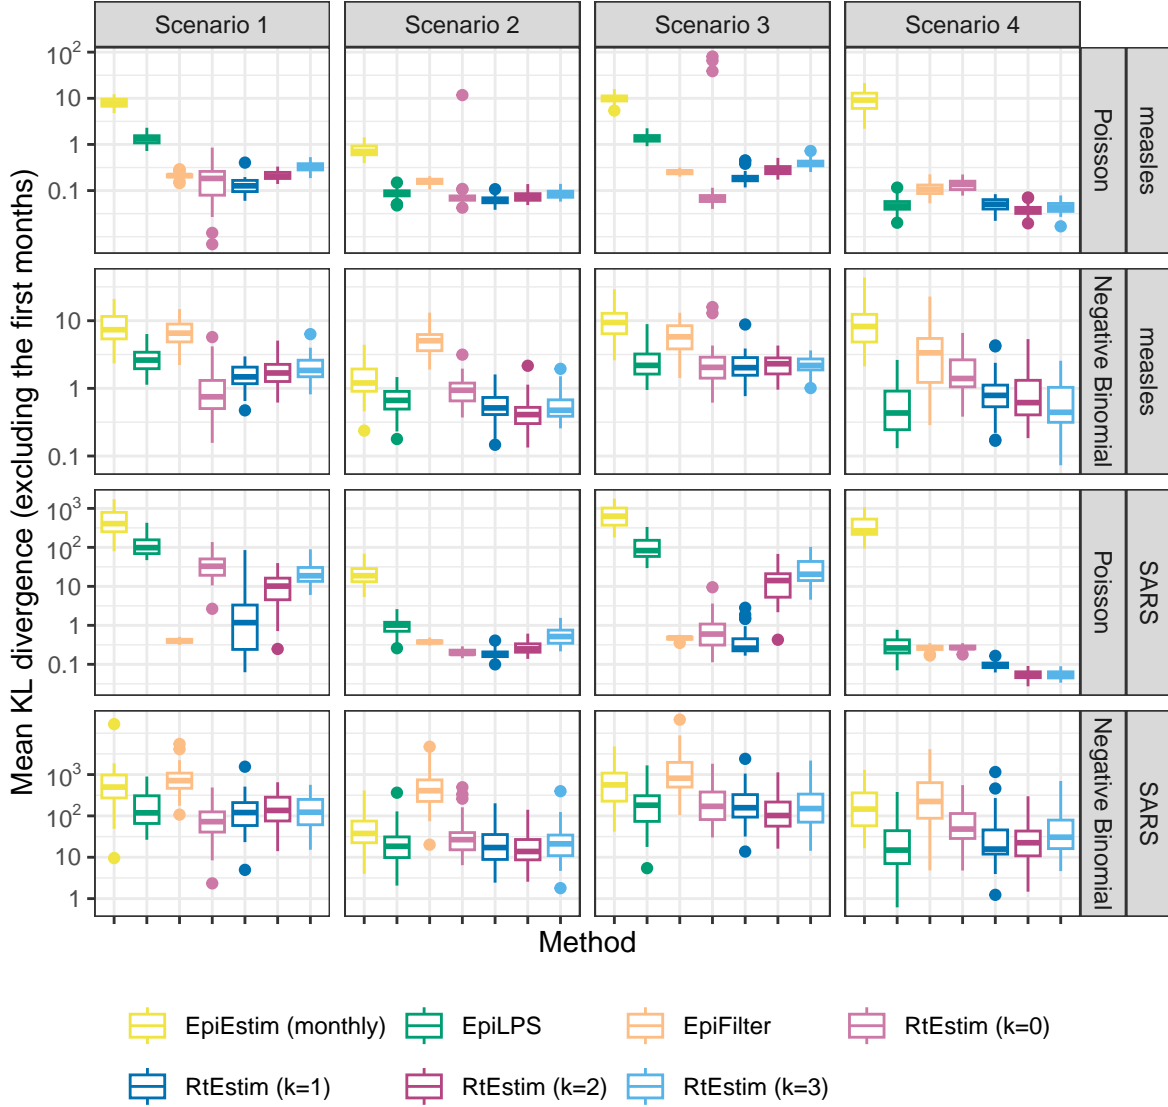 Scenario 1 Scenario 2 Scenario 3 Scenario 4
Mean KL divergence (excluding the first months)
10²
10
1
0.1
Poisson
measles
10
1
0.1
Negative Binomial
measles
10³
10²
10
1
0.1
Poisson
SARS
10³
10²
10
1
Negative Binomial
SARS
Method
EpiEstim (monthly) EpiLPS EpiFilter RtEstim (k=0)
RtEstim (k=1) RtEstim (k=2) RtEstim (k=3)